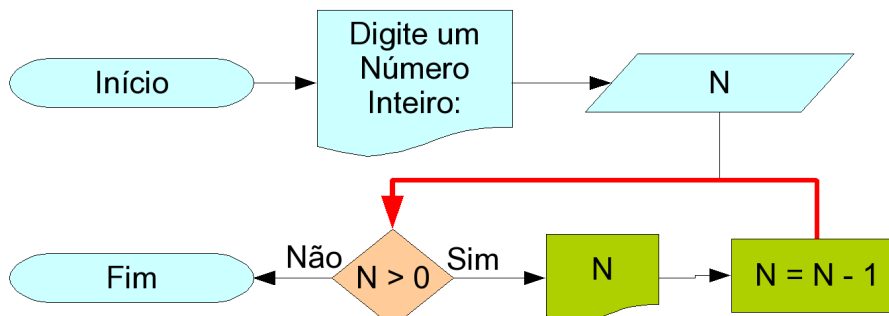 Início
Digite um
Número
Inteiro:
N
Fim
Não
N > 0
Sim
N
N = N - 1